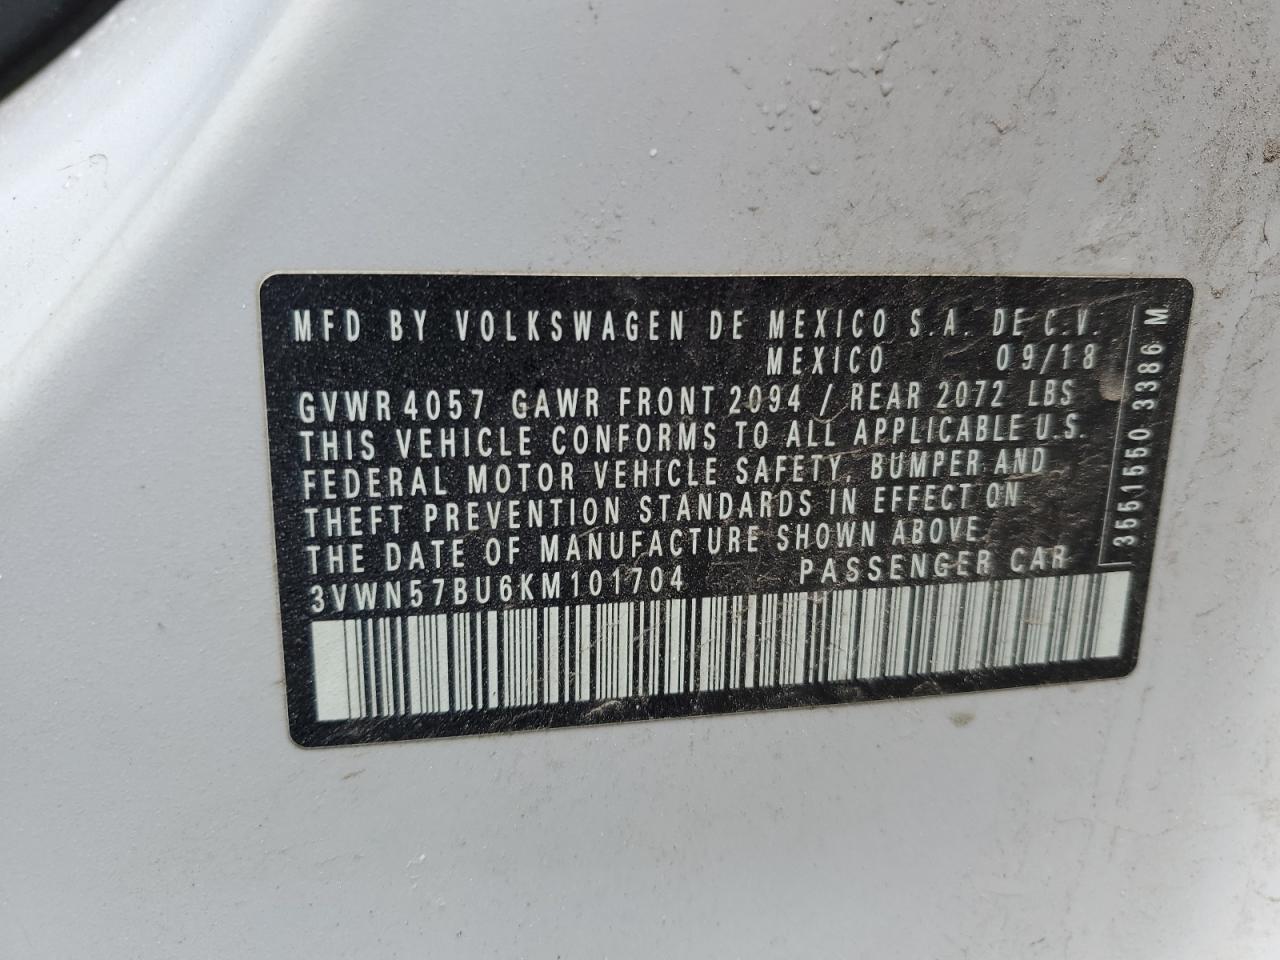 MFD BY VOLKSWAGEN DE MEXICO S.A. DE C.V.
MEXICO 09/18
GVWR 4057 GAWR FRONT 2094 / REAR 2072 LBS
THIS VEHICLE CONFORMS TO ALL APPLICABLE U.S.
FEDERAL MOTOR VEHICLE SAFETY, BUMPER AND
THEFT PREVENTION STANDARDS IN EFFECT ON
THE DATE OF MANUFACTURE SHOWN ABOVE.
3VWN57BU6KM101704 PASSENGER CAR
3551550 3386 M